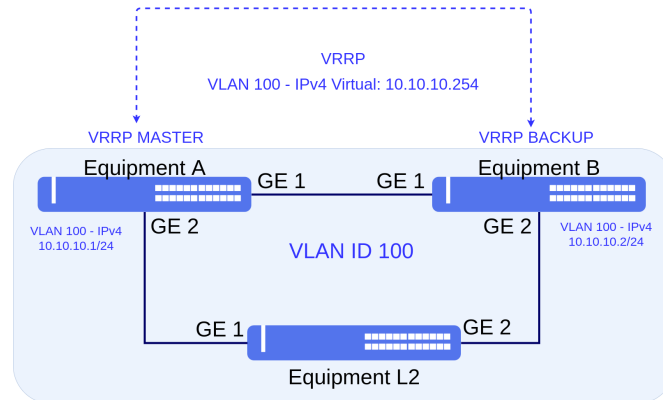 VRRP
VLAN 100 - IPv4 Virtual: 10.10.10.254
VRRP MASTER
VRRP BACKUP
Equipment A
Equipment B
GE 1
GE 1
VLAN 100 - IPv4
10.10.10.1/24
GE 2
GE 2
VLAN 100 - IPv4
10.10.10.2/24
VLAN ID 100
GE 1
GE 2
Equipment L2